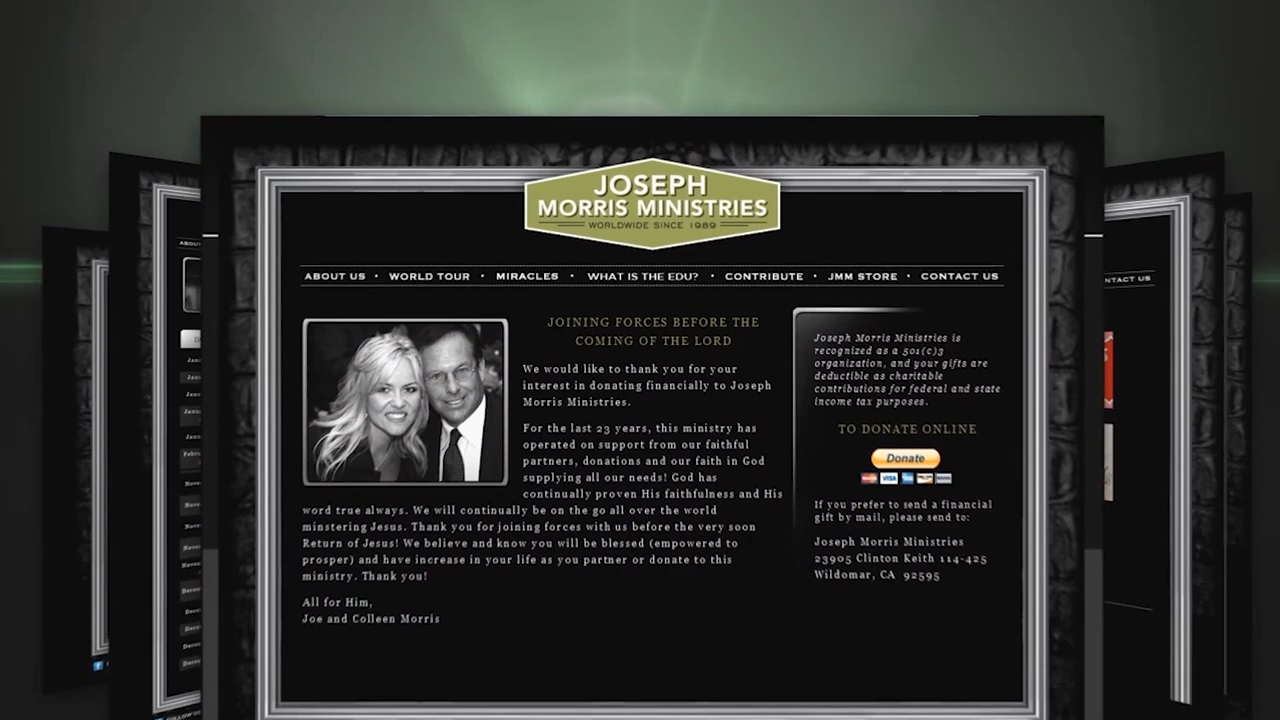 JOSEPH
MORRIS MINISTRIES
WORLDWIDE SINCE 1989
ABOUT US • WORLD TOUR • MIRACLES • WHAT IS THE EDU? • CONTRIBUTE • JMM STORE • CONTACT US
JOINING FORCES BEFORE THE
COMING OF THE LORD
We would like to thank you for your
interest in donating financially to Joseph
Morris Ministries.
For the last 23 years, this ministry has
operated on support from our faithful
partners, donations and our faith in God
supplying all our needs! God has
continually proven His faithfulness and His
word true always. We will continually be on the go all over the world
minstering Jesus. Thank you for joining forces with us before the very soon
Return of Jesus! We believe and know you will be blessed (empowered to
prosper) and have increase in your life as you partner or donate to this
ministry. Thank you!
All for Him,
Joe and Colleen Morris
Joseph Morris Ministries is
recognized as a 501(c)3
organization, and your gifts are
deductible as charitable
contributions for federal and state
income tax purposes.
TO DONATE ONLINE
Donate
VISA
If you prefer to send a financial
gift by mail, please send to:
Joseph Morris Ministries
23905 Clinton Keith 114-425
Wildomar, CA 92595
NTACT US